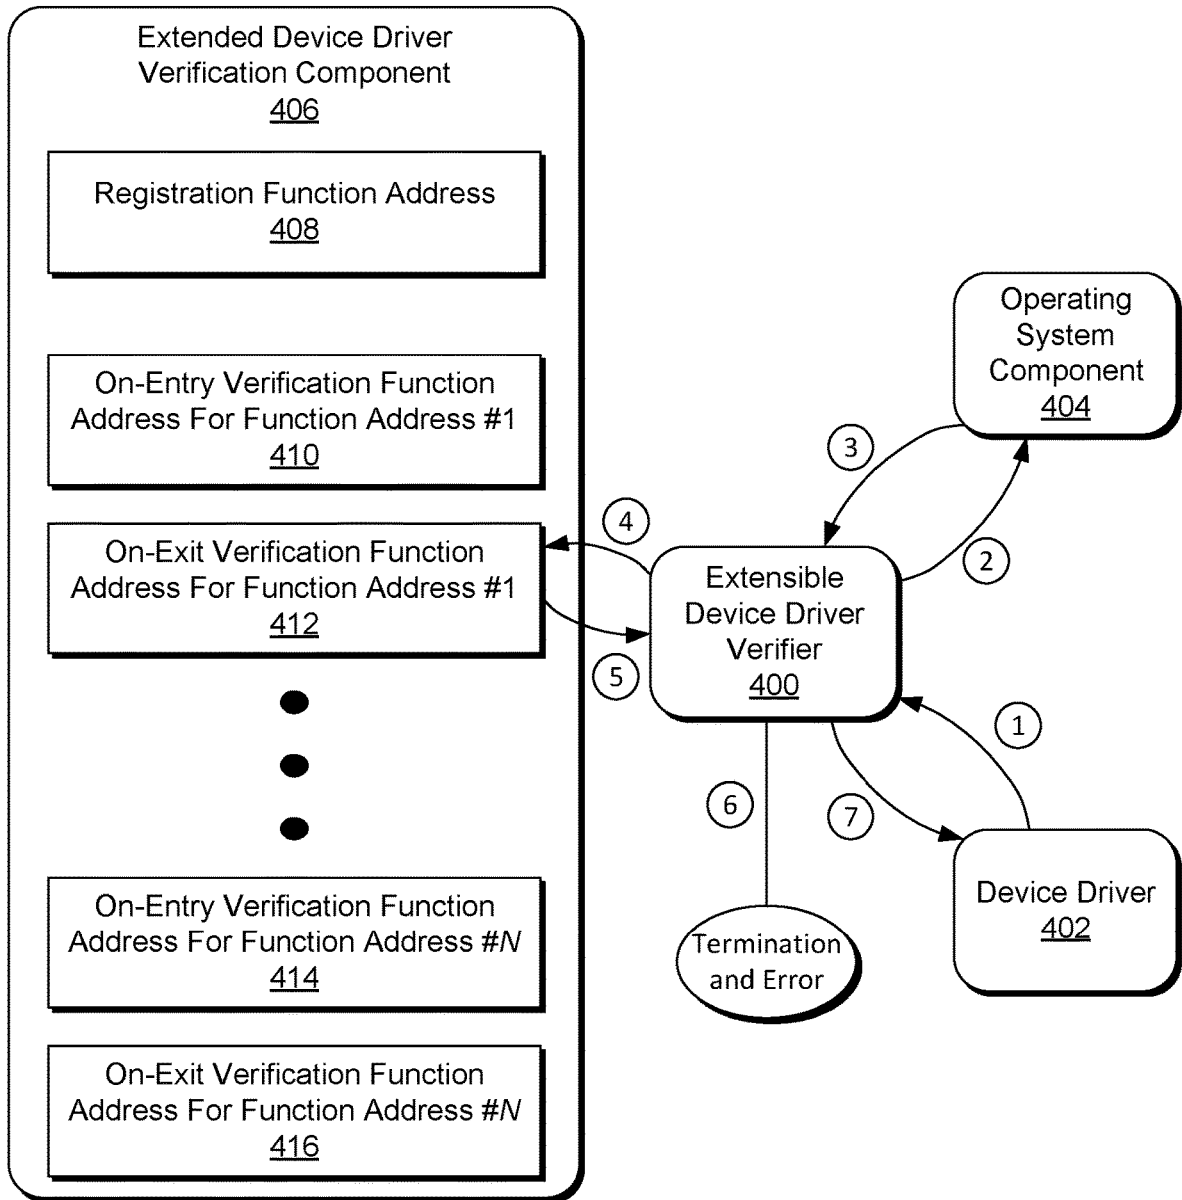 Extended Device Driver
Verification Component
406
Registration Function Address
408
On-Entry Verification Function
Address For Function Address #1
410
On-Exit Verification Function
Address For Function Address #1
412
On-Entry Verification Function
Address For Function Address #N
414
On-Exit Verification Function
Address For Function Address #N
416
Operating
System
Component
404
3
2
4
5
Extensible
Device Driver
Verifier
400
1
6
7
Termination
and Error
Device Driver
402